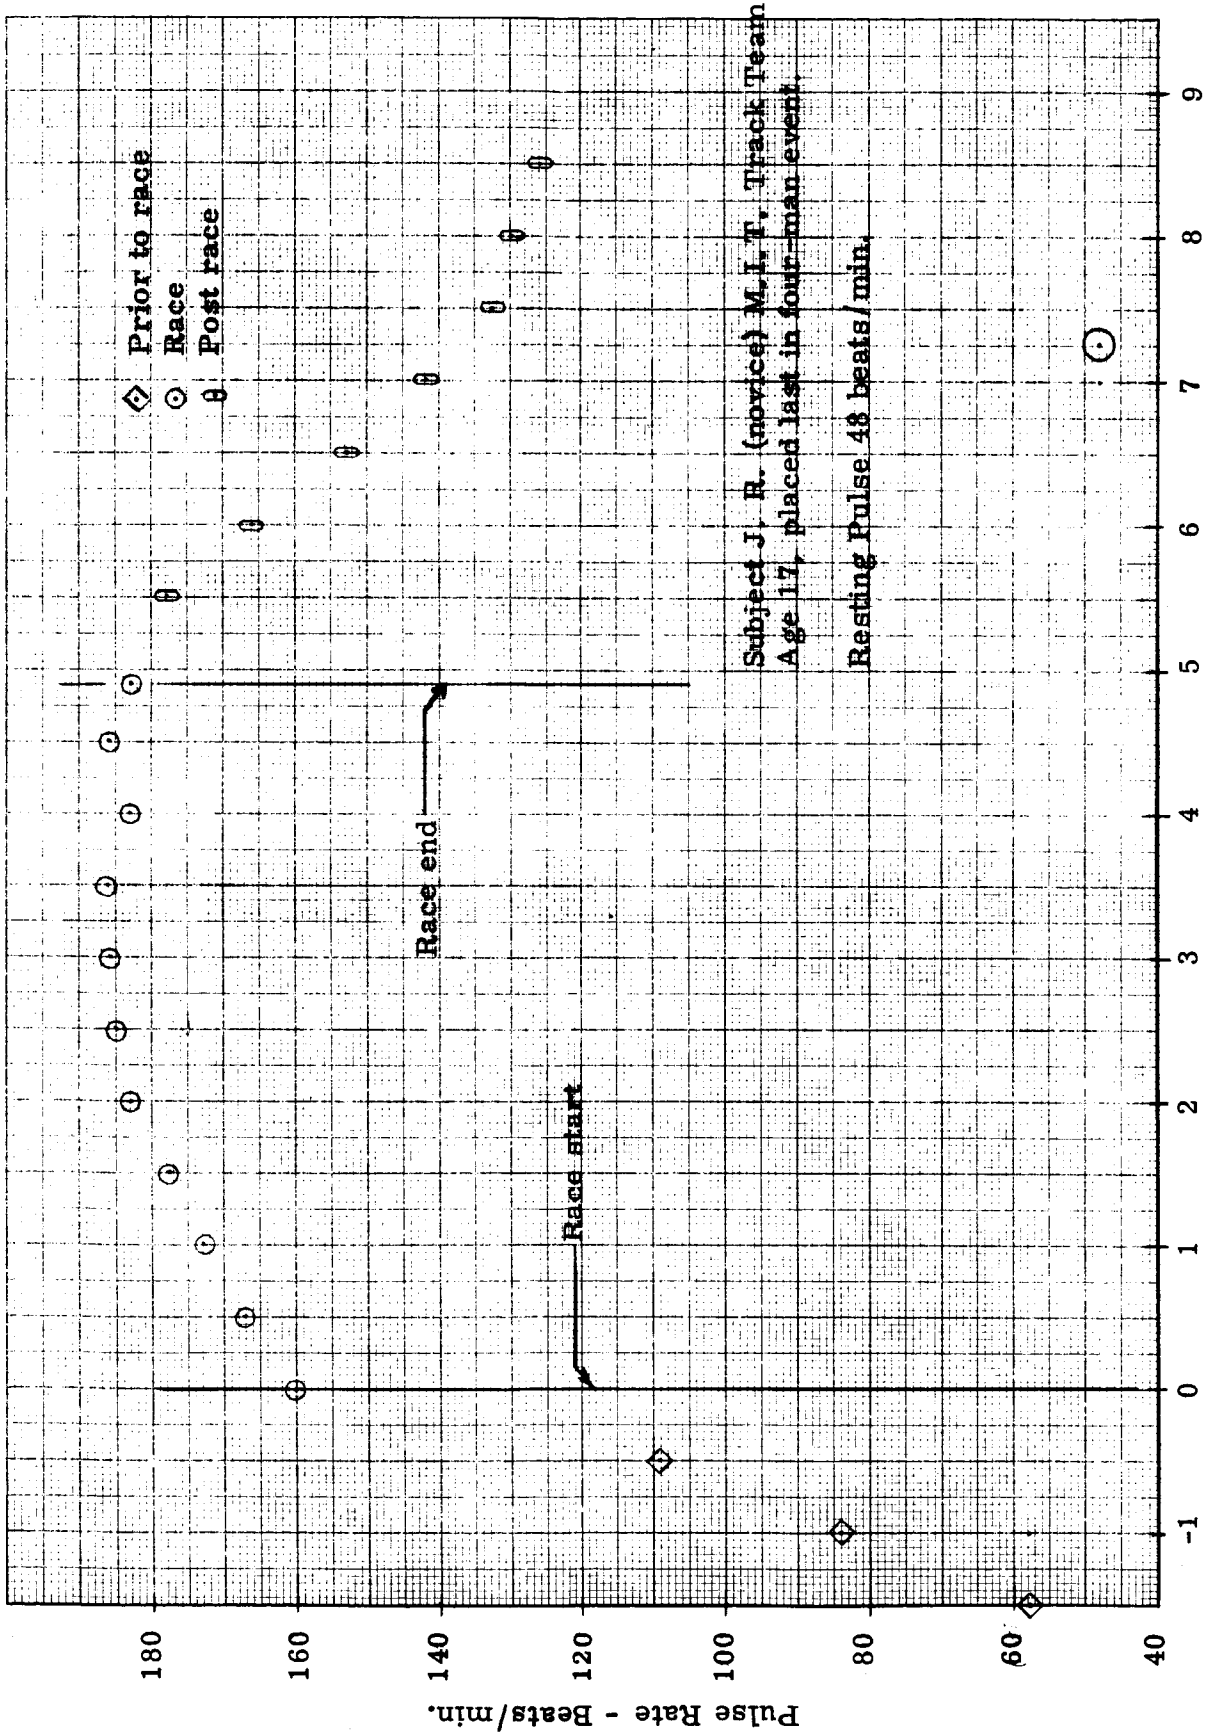 Prior to race
Race
Post race
Race end
Race start
Subject J. R. (novice) M.I.T. Track Team
Age 17, placed last in four-man event.
Resting Pulse 48 beats/min.
Pulse Rate - Beats/min.
180
160
140
120
100
80
60
40
-1
0
1
2
3
4
5
6
7
8
9